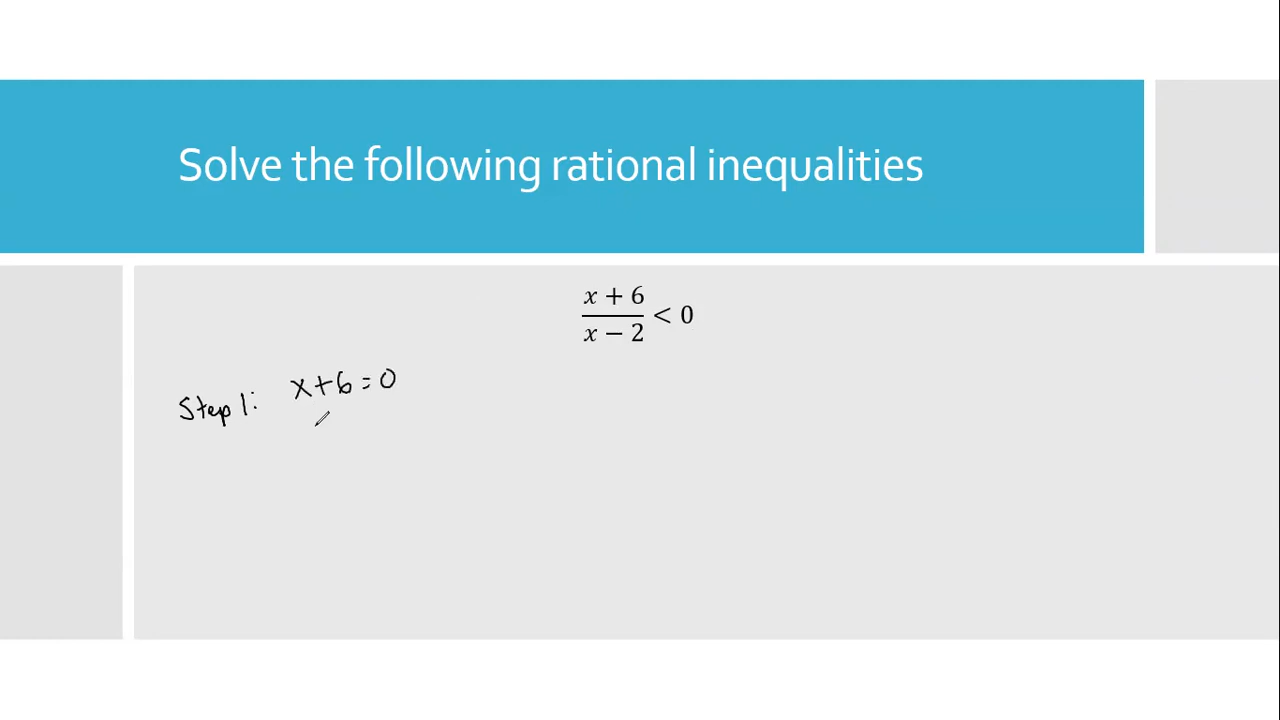 Solve the following rational inequalities
x + 6
x − 2
< 0
Step 1: x+6=0